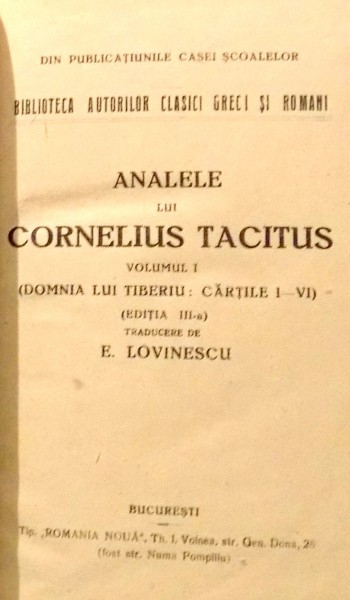 DIN PUBLICAȚIUNILE CASEI ȘCOALELOR
BIBLIOTECA AUTORILOR CLASICI GRECI ȘI ROMANI
ANALELE
LUI
CORNELIUS TACITUS
VOLUMUL I
(DOMNIA LUI TIBERIU: CĂRȚILE I—VI)
(EDIȚIA III-a)
TRADUCERE DE
E. LOVINESCU
BUCUREȘTI
Tip. „ROMANIA NOUĂ", Th. I. Voinea, str. Gen. Dona, 26
(fost str. Numa Pompiliu)